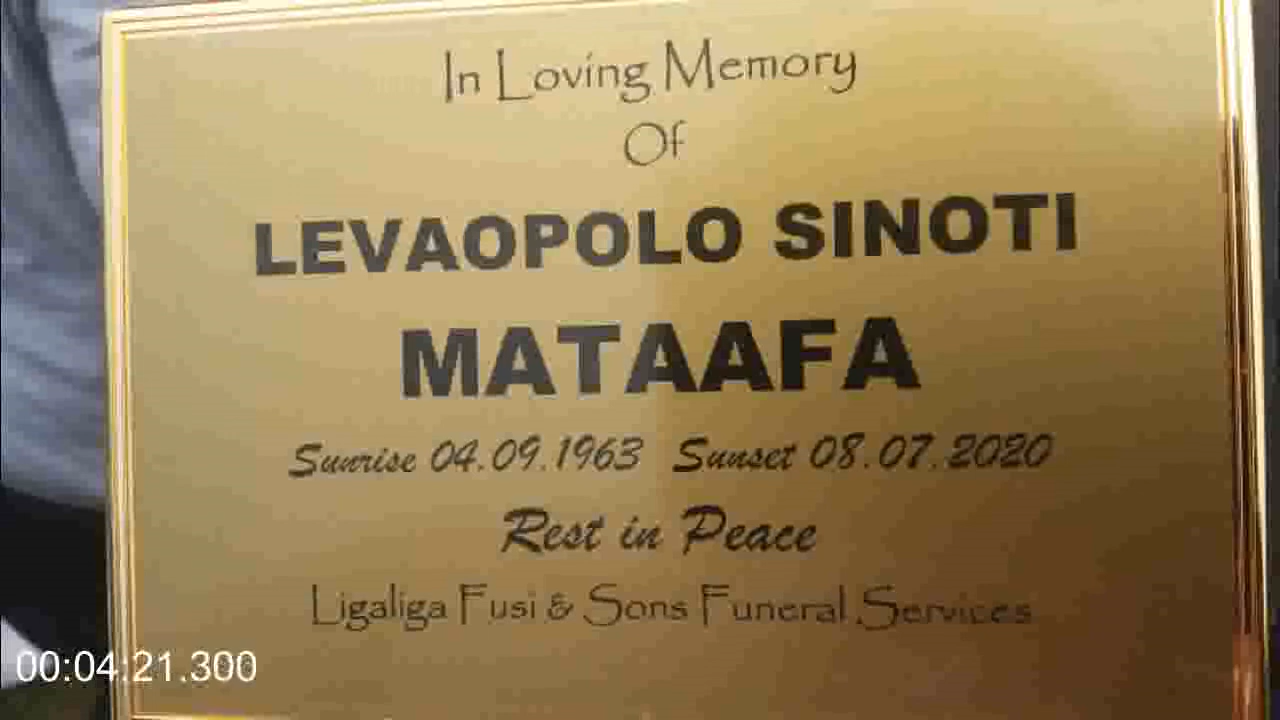 In Loving Memory
Of
LEVAOPOLO SINOTI
MATAAFA
Sunrise 04.09.1963 Sunset 08.07.2020
Rest in Peace
Ligaliga Fusi & Sons Funeral Services
00:04:21.300